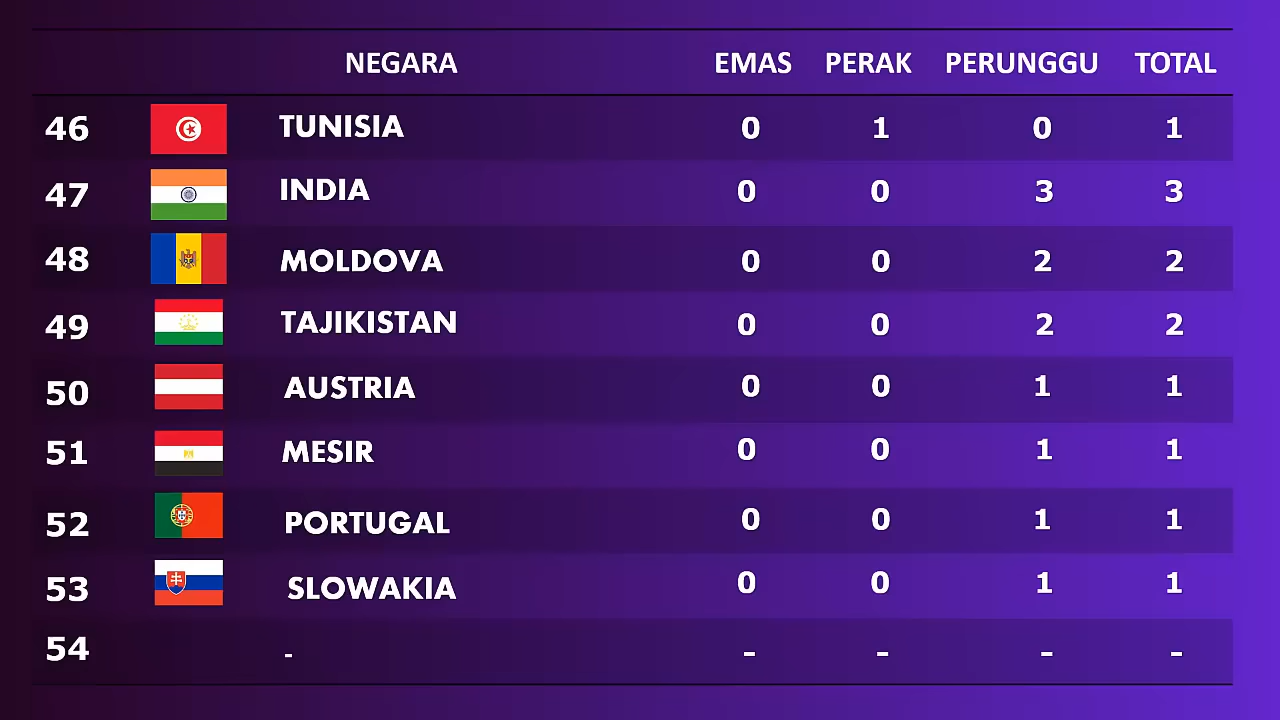 NEGARA EMAS PERAK PERUNGGU TOTAL
46 TUNISIA 0 1 0 1
47 INDIA 0 0 3 3
48 MOLDOVA 0 0 2 2
49 TAJIKISTAN 0 0 2 2
50 AUSTRIA 0 0 1 1
51 MESIR 0 0 1 1
52 PORTUGAL 0 0 1 1
53 SLOWAKIA 0 0 1 1
54 - - - - -